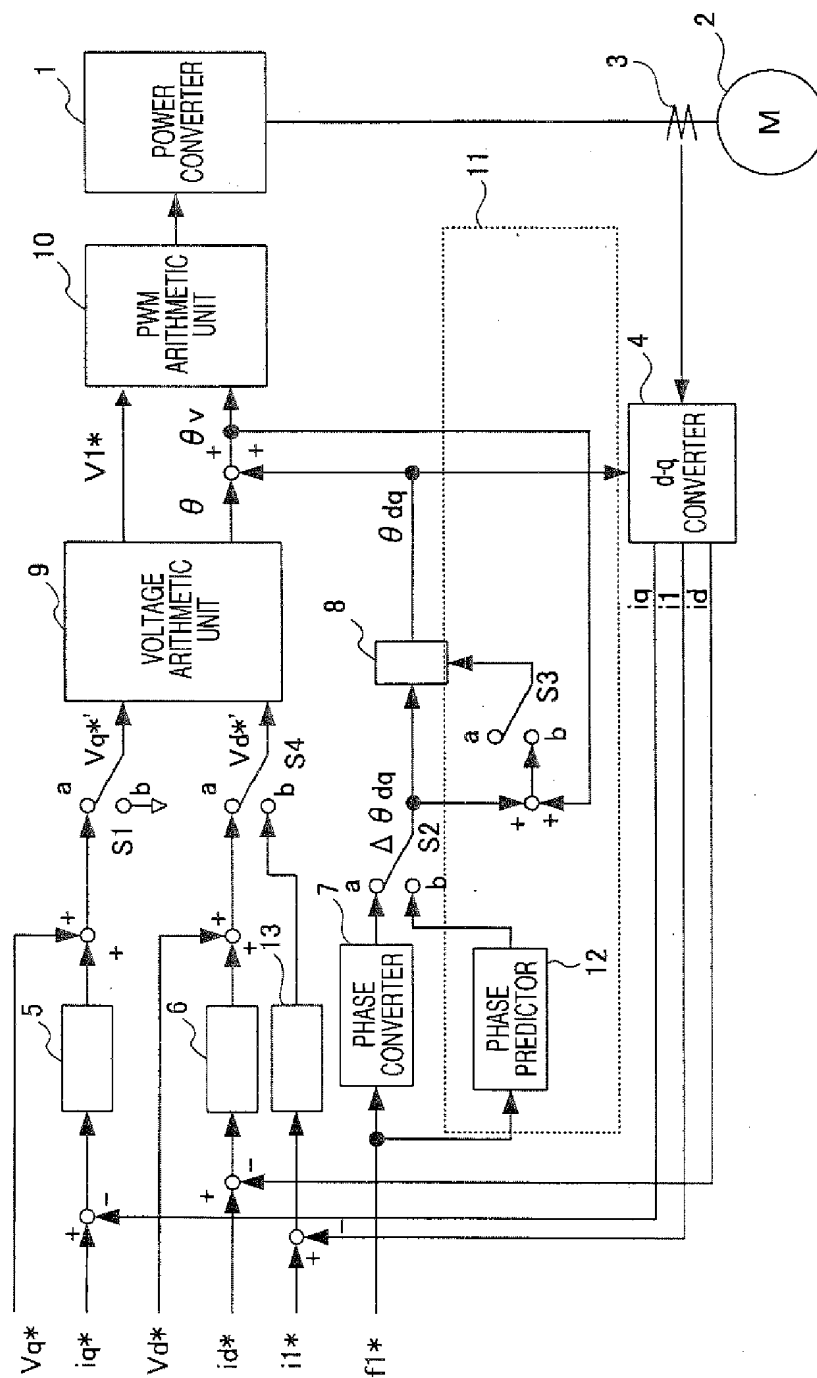 1
POWER
CONVERTER
10
PWM
ARITHMETIC
UNIT
3
2
M
11
V1*
θv
+
+
θ
θdq
4
d-q
CONVERTER
iq
i1
id
9
VOLTAGE
ARITHMETIC
UNIT
8
Vq*'
a
b
S1
Vd*'
a
b
S4
Δθdq
a
b
S2
S3
a
b
+
+
+
+
+
+
5
6
13
7
PHASE
CONVERTER
PHASE
PREDICTOR
12
+
-
+
-
+
-
Vq*
iq*
Vd*
id*
i1*
f1*